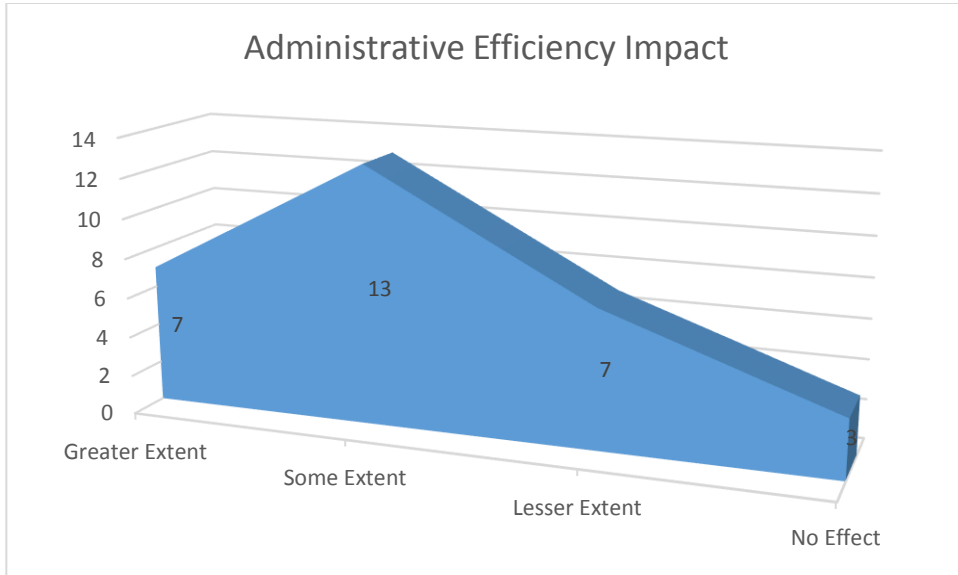 Administrative Efficiency Impact
14
12
10
8
6
4
2
0
7
13
7
3
Greater Extent
Some Extent
Lesser Extent
No Effect